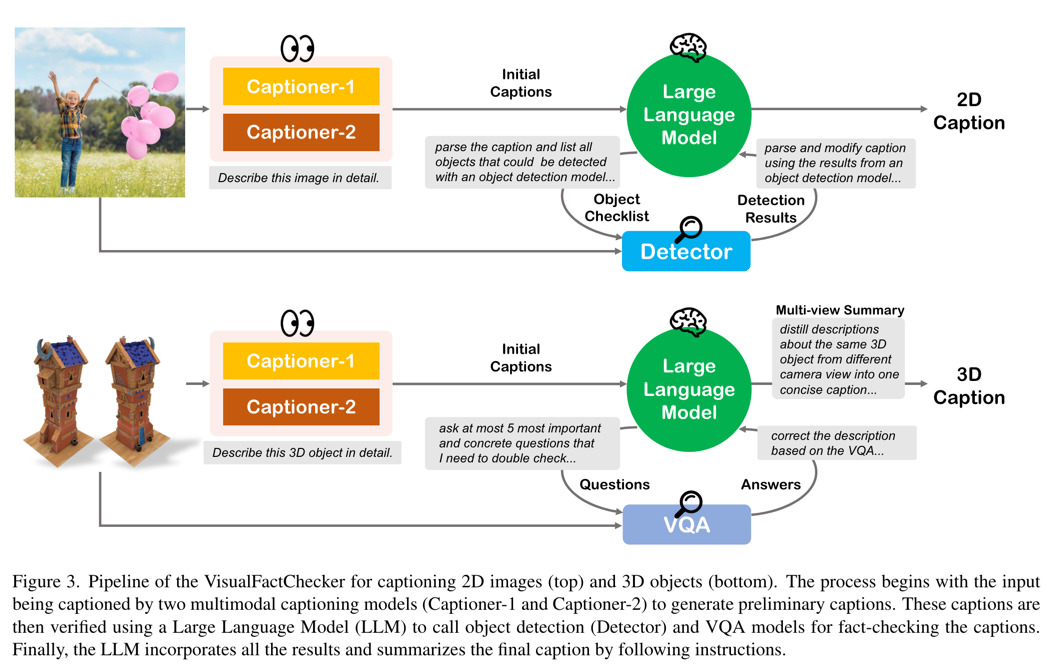 Captioner-1
Captioner-2
Describe this image in detail.
Initial
Captions
Large
Language
Model
2D
Caption
parse the caption and list all
objects that could  be detected
with an object detection model...
parse and modify caption
using the results from an
object detection model...
Object
Checklist
Detection
Results
Detector
Captioner-1
Captioner-2
Describe this 3D object in detail.
Initial
Captions
Large
Language
Model
Multi-view Summary
distill descriptions
about the same 3D
object from different
camera view into one
concise caption...
3D
Caption
ask at most 5 most important
and concrete questions that
I need to double check...
correct the description
based on the VQA...
Questions
Answers
VQA
Figure 3. Pipeline of the VisualFactChecker for captioning 2D images (top) and 3D objects (bottom). The process begins with the input
being captioned by two multimodal captioning models (Captioner-1 and Captioner-2) to generate preliminary captions. These captions are
then verified using a Large Language Model (LLM) to call object detection (Detector) and VQA models for fact-checking the captions.
Finally, the LLM incorporates all the results and summarizes the final caption by following instructions.